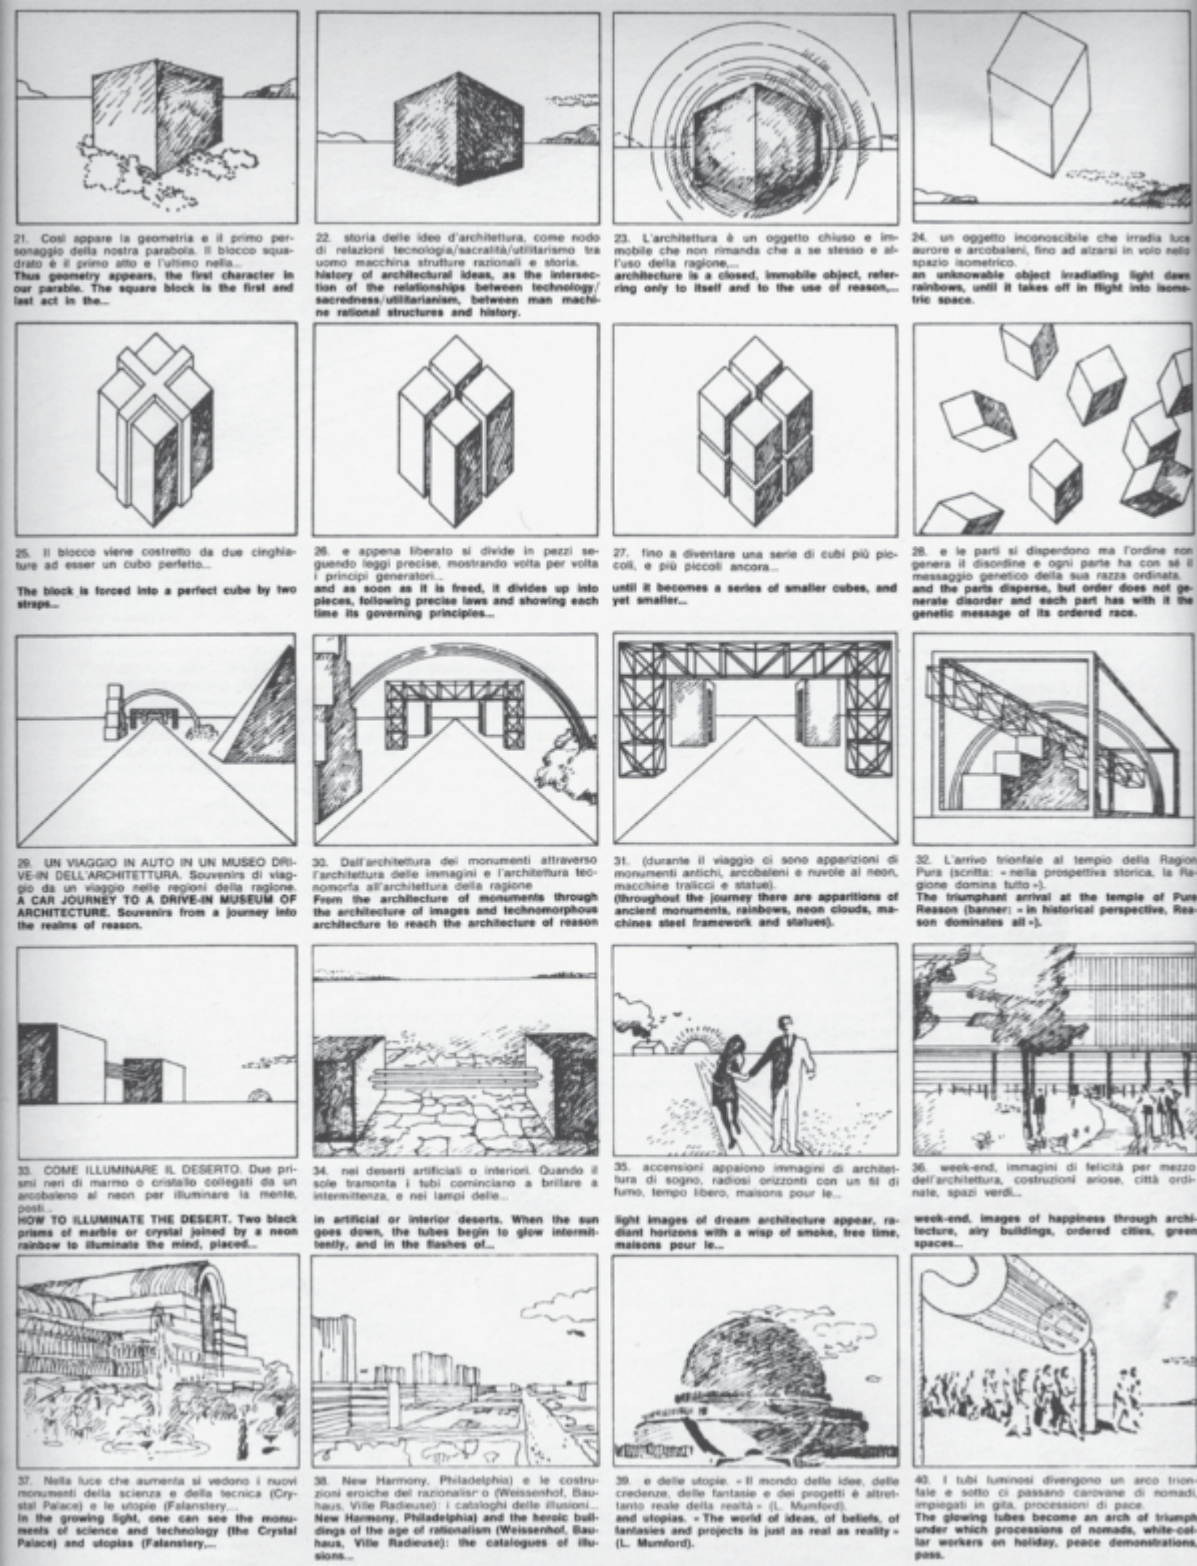 21. Così appare la geometria e il primo per-
sonaggio della nostra parabola. Il blocco squa-
drato è il primo atto e l'ultimo nella...
Thus geometry appears, the first character in
our parable. The square block is the first and
last act in the...
22. storia delle idee d'architettura, come nodo
di relazioni tecnologia/sacralità/utilitarismo tra
uomo macchina strutture razionali e storia.
history of architectural ideas, as the intersec-
tion of the relationships between technology/
sacredness/utilitarianism, between man machi-
ne rational structures and history.
23. L'architettura è un oggetto chiuso e im-
mobile che non rimanda che a se stesso e al-
l'uso della ragione,...
architecture is a closed, immobile object, refer-
ring only to itself and to the use of reason,...
24. un oggetto inconoscibile che irradia luce
aurore e arcobaleni, fino ad alzarsi in volo nello
spazio isometrico.
an unknowable object irradiating light dawn
rainbows, until it takes off in flight into isome-
tric space.
25. Il blocco viene costretto da due cinghia-
ture ad esser un cubo perfetto...
The block is forced into a perfect cube by two
straps...
26. e appena liberato si divide in pezzi se-
guendo leggi precise, mostrando volta per volta
i principi generatori...
and as soon as it is freed, it divides up into
pieces, following precise laws and showing each
time its governing principles...
27. fino a diventare una serie di cubi più pic-
coli, e più piccoli ancora...
until it becomes a series of smaller cubes, and
yet smaller...
28. e le parti si disperdono ma l'ordine non
genera il disordine e ogni parte ha con sé il
messaggio genetico della sua razza ordinata.
and the parts disperse, but order does not ge-
nerate disorder and each part has with it the
genetic message of its ordered race.
29. UN VIAGGIO IN AUTO IN UN MUSEO DRI-
VE-IN DELL'ARCHITETTURA. Souvenirs di viag-
gio da un viaggio nelle regioni della ragione.
A CAR JOURNEY TO A DRIVE-IN MUSEUM OF
ARCHITECTURE. Souvenirs from a journey into
the realms of reason.
30. Dall'architettura dei monumenti attraverso
l'architettura delle immagini e l'architettura tec-
nomorfa all'architettura della ragione
From the architecture of monuments through
the architecture of images and technomorphous
architecture to reach the architecture of reason
31. (durante il viaggio ci sono apparizioni di
monumenti antichi, arcobaleni e nuvole al neon,
macchine tralicci e statue).
(throughout the journey there are apparitions of
ancient monuments, rainbows, neon clouds, ma-
chines steel framework and statues).
32. L'arrivo trionfale al tempio della Ragion
Pura (scritta: « nella prospettiva storica, la Ra-
gione domina tutto »).
The triumphant arrival at the temple of Pure
Reason (banner: « in historical perspective, Rea-
son dominates all »).
33. COME ILLUMINARE IL DESERTO. Due pri-
smi neri di marmo o cristallo collegati da un
arcobaleno al neon per illuminare la mente,
posti...
HOW TO ILLUMINATE THE DESERT. Two black
prisms of marble or crystal joined by a neon
rainbow to illuminate the mind, placed...
34. nei deserti artificiali o interiori. Quando il
sole tramonta i tubi cominciano a brillare a
intermittenza, e nei lampi delle...
in artificial or interior deserts. When the sun
goes down, the tubes begin to glow intermit-
tently, and in the flashes of...
35. accensioni appaiono immagini di architet-
tura di sogno, radiosi orizzonti con un fil di
fumo, tempo libero, maisons pour le...
light images of dream architecture appear, ra-
diant horizons with a wisp of smoke, free time,
maisons pour le...
36. week-end, immagini di felicità per mezzo
dell'architettura, costruzioni ariose, città ordi-
nate, spazi verdi...
week-end, images of happiness through archi-
tecture, airy buildings, ordered cities, green
spaces...
37. Nella luce che aumenta si vedono i nuovi
monumenti della scienza e della tecnica (Cry-
stal Palace) e le utopie (Falanstery,...
In the growing light, one can see the monu-
ments of science and technology (the Crystal
Palace) and utopias (Falanstery,...
38. New Harmony, Philadelphia) e le costru-
zioni eroiche del razionalismo (Weissenhof, Bau-
haus, Ville Radieuse): i cataloghi delle illusioni...
New Harmony, Philadelphia) and the heroic buil-
dings of the age of rationalism (Weissenhof, Bau-
haus, Ville Radieuse): the catalogues of illu-
sions...
39. e delle utopie. « Il mondo delle idee, delle
credenze, delle fantasie e dei progetti è altret-
tanto reale della realtà » (L. Mumford).
and utopias. « The world of ideas, of beliefs, of
fantasies and projects is just as real as reality »
(L. Mumford).
40. I tubi luminosi divengono un arco trion-
fale e sotto ci passano carovane di nomadi,
impiegati in gita, processioni di pace.
The glowing tubes become an arch of triumph
under which processions of nomads, white-col-
lar workers on holiday, peace demonstrations
pass.